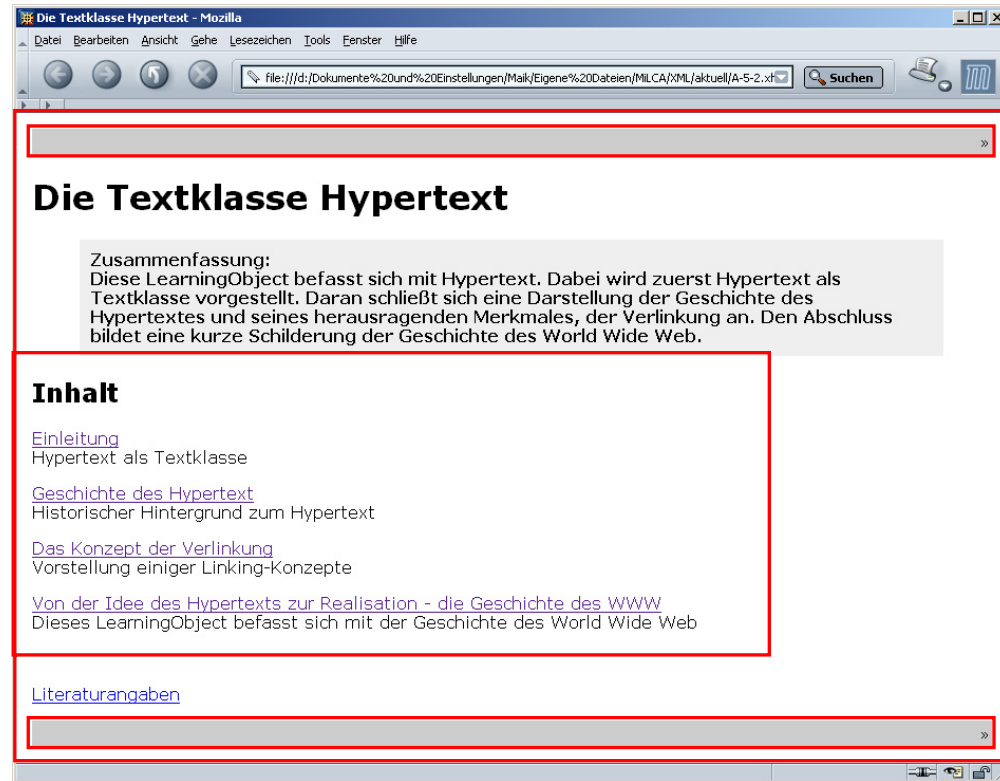 Die Textklasse Hypertext - Mozilla
Datei Bearbeiten Ansicht Gehe Lesezeichen Tools Fenster Hilfe
file:///d:/Dokumente%20und%20Einstellungen/Maik/Eigene%20Dateien/MiLCA/XML/aktuell/A-5-2.xh
Suchen
»
Die Textklasse Hypertext
Zusammenfassung:
Diese LearningObject befasst sich mit Hypertext. Dabei wird zuerst Hypertext als
Textklasse vorgestellt. Daran schließt sich eine Darstellung der Geschichte des
Hypertextes und seines herausragenden Merkmales, der Verlinkung an. Den Abschluss
bildet eine kurze Schilderung der Geschichte des World Wide Web.
Inhalt
Einleitung
Hypertext als Textklasse
Geschichte des Hypertext
Historischer Hintergrund zum Hypertext
Das Konzept der Verlinkung
Vorstellung einiger Linking-Konzepte
Von der Idee des Hypertexts zur Realisation - die Geschichte des WWW
Dieses LearningObject befasst sich mit der Geschichte des World Wide Web
Literaturangaben
»